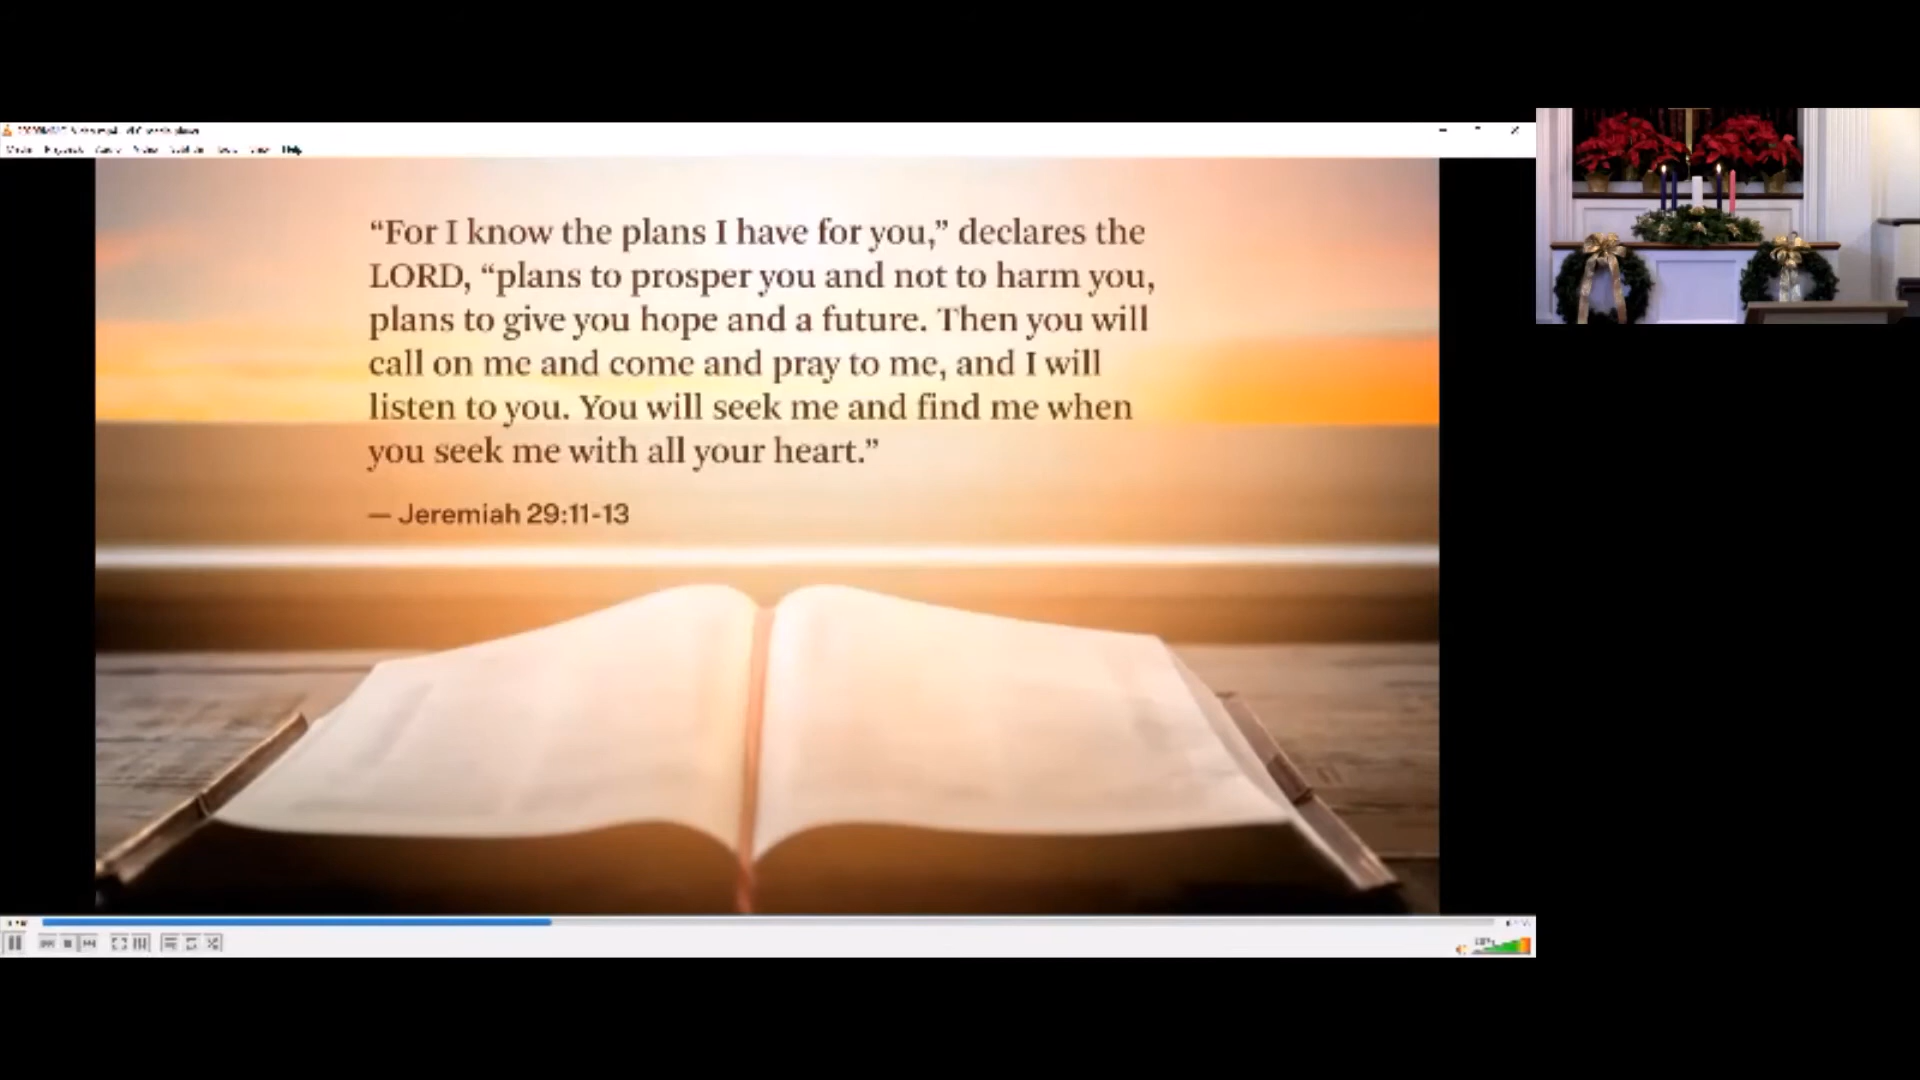 Help
“For I know the plans I have for you,” declares the
LORD, “plans to prosper you and not to harm you,
plans to give you hope and a future. Then you will
call on me and come and pray to me, and I will
listen to you. You will seek me and find me when
you seek me with all your heart.”
— Jeremiah 29:11-13